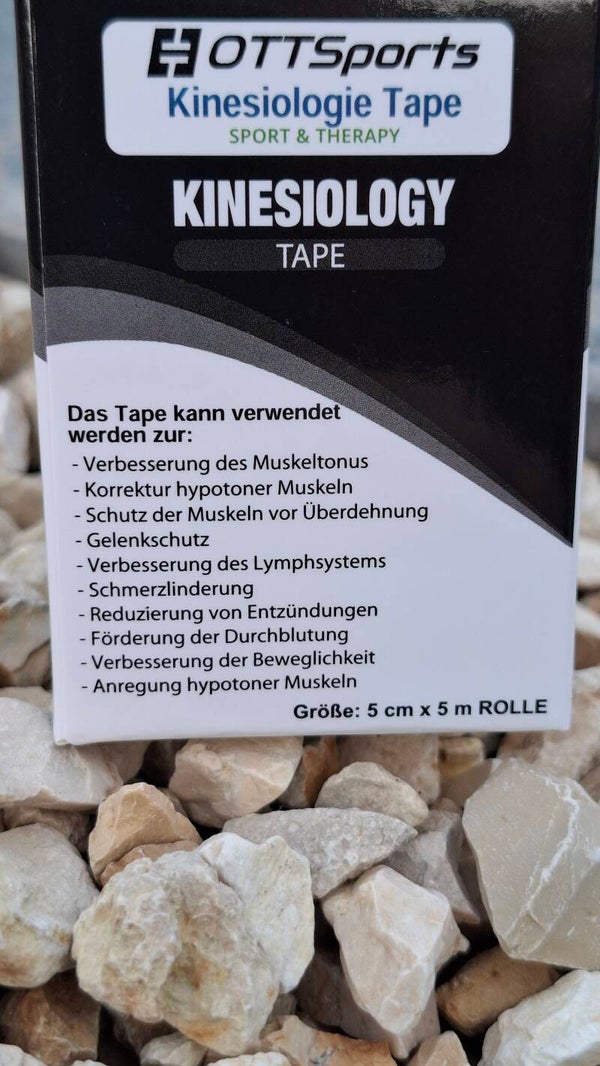 OTTSports
Kinesiologie Tape
SPORT & THERAPY
KINESIOLOGY
TAPE
Das Tape kann verwendet
werden zur:
- Verbesserung des Muskeltonus
- Korrektur hypotoner Muskeln
- Schutz der Muskeln vor Überdehnung
- Gelenkschutz
- Verbesserung des Lymphsystems
- Schmerzlinderung
- Reduzierung von Entzündungen
- Förderung der Durchblutung
- Verbesserung der Beweglichkeit
- Anregung hypotoner Muskeln
Größe: 5 cm x 5 m ROLLE